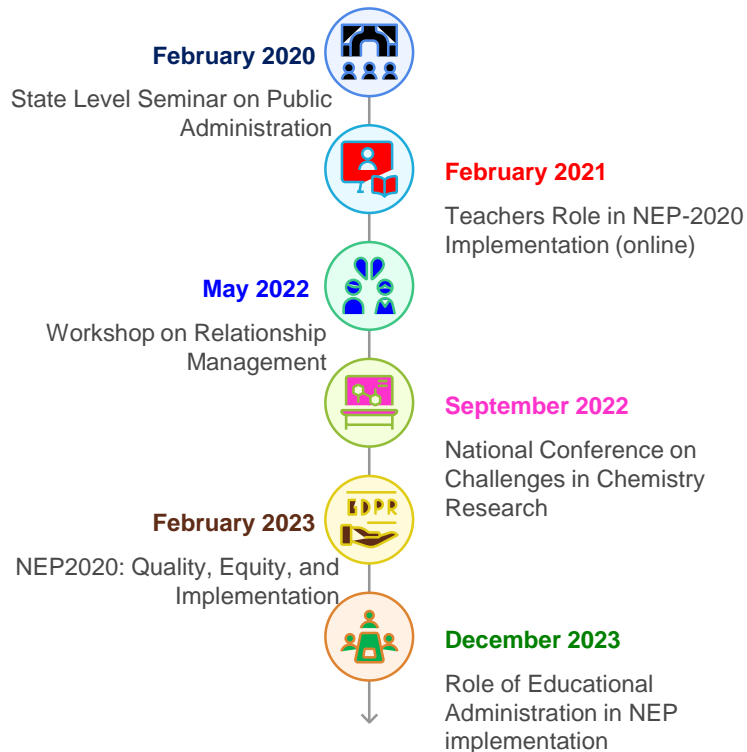 February 2020
State Level Seminar on Public
Administration
February 2021
Teachers Role in NEP-2020
Implementation (online)
May 2022
Workshop on Relationship
Management
September 2022
National Conference on
Challenges in Chemistry
Research
February 2023
NEP2020: Quality, Equity, and
Implementation
BDPR
December 2023
Role of Educational
Administration in NEP
implementation